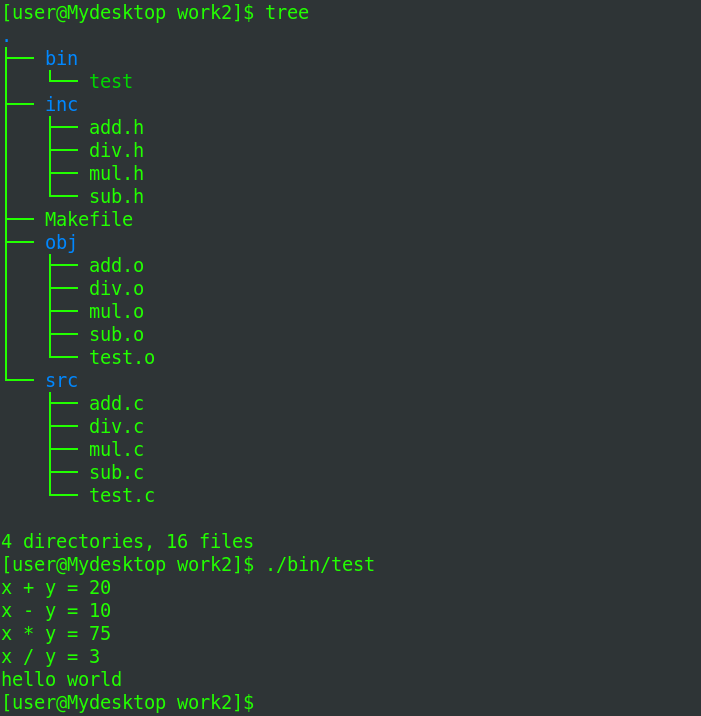 [user@Mydesktop work2]$ tree
.
├── bin
│   └── test
├── inc
│   ├── add.h
│   ├── div.h
│   ├── mul.h
│   └── sub.h
├── Makefile
├── obj
│   ├── add.o
│   ├── div.o
│   ├── mul.o
│   ├── sub.o
│   └── test.o
└── src
    ├── add.c
    ├── div.c
    ├── mul.c
    ├── sub.c
    └── test.c

4 directories, 16 files
[user@Mydesktop work2]$ ./bin/test
x + y = 20
x - y = 10
x * y = 75
x / y = 3
hello world
[user@Mydesktop work2]$